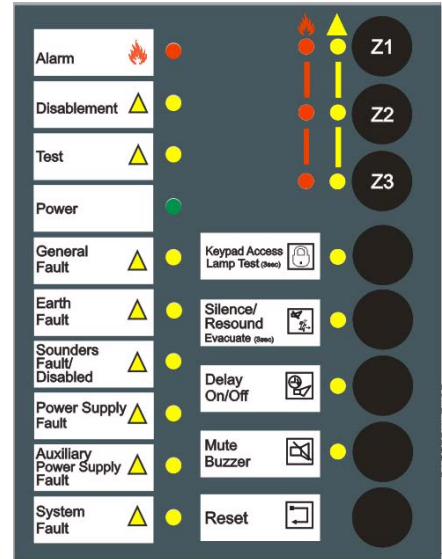 Alarm
Disablement
Test
Power
General
Fault
Earth
Fault
Sounders
Fault/
Disabled
Power Supply
Fault
Auxiliary
Power Supply
Fault
System
Fault
Z1
Z2
Z3
Keypad Access
Lamp Test (3sec)
Silence/
Resound
Evacuate (3sec)
Delay
On/Off
Mute
Buzzer
Reset